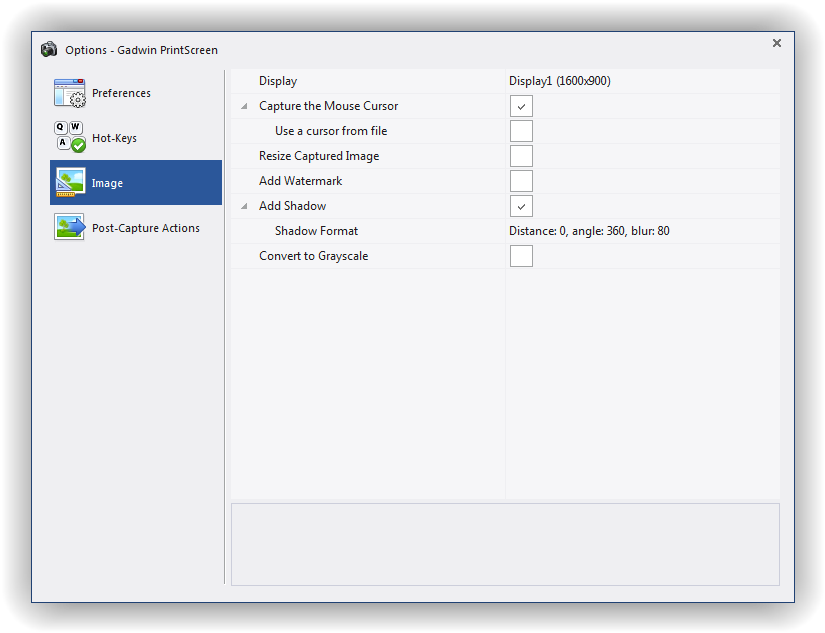 Options - Gadwin PrintScreen
Preferences
Q W
A
Hot-Keys
Image
Post-Capture Actions
Display Display1 (1600x900)
Capture the Mouse Cursor
Use a cursor from file
Resize Captured Image
Add Watermark
Add Shadow
Shadow Format Distance: 0, angle: 360, blur: 80
Convert to Grayscale